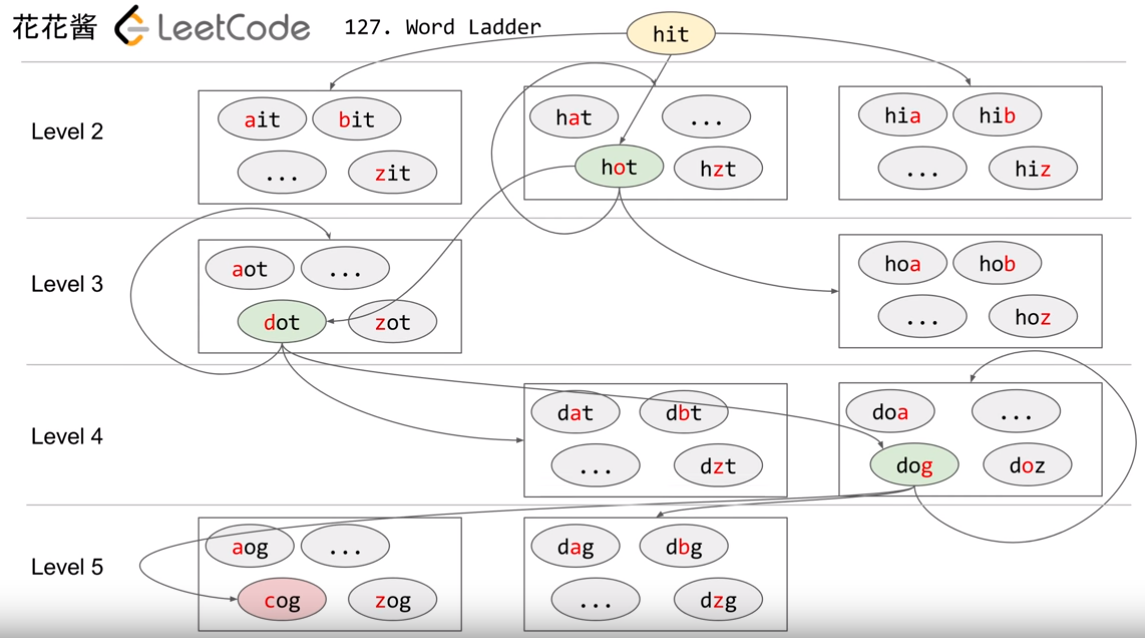 花花酱 LeetCode 127. Word Ladder
hit
Level 2
ait bit
... zit
hat ...
hot hzt
hia hib
... hiz
Level 3
aot ...
dot zot
hoa hob
... hoz
Level 4
dat dbt
... dzt
doa ...
dog doz
Level 5
aog ...
cog zog
dag dbg
... dzg